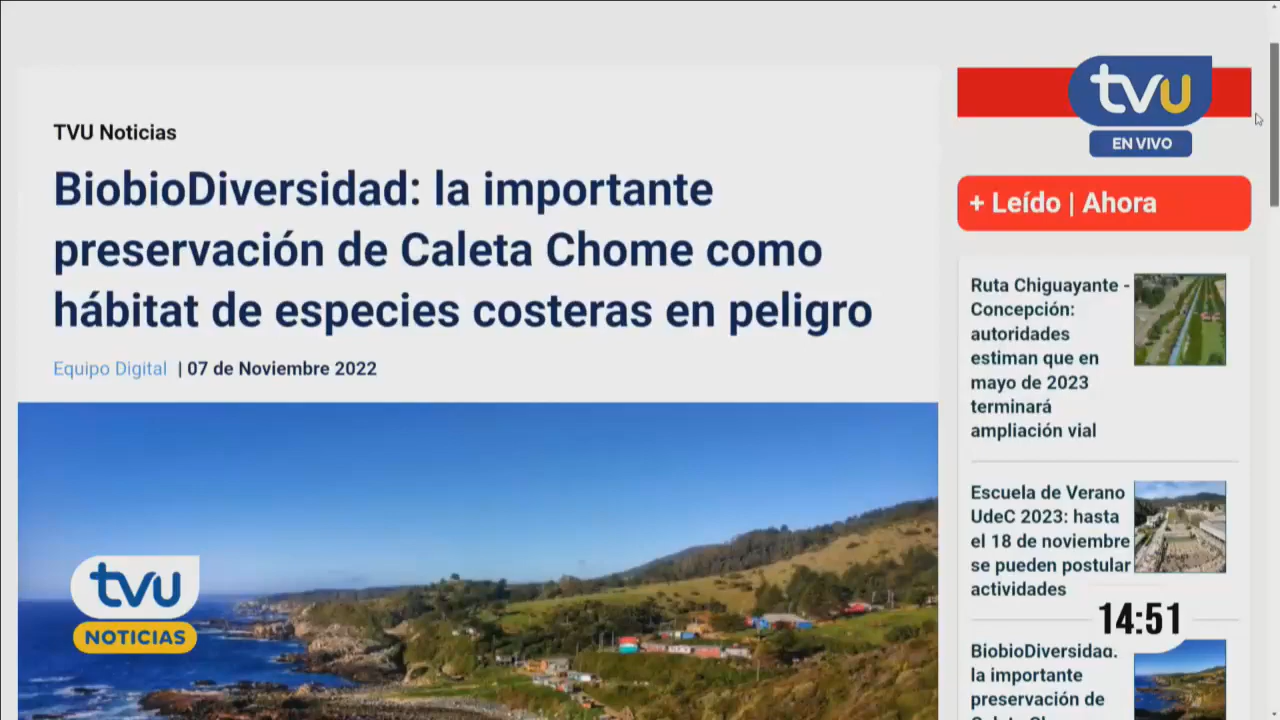 TVU Noticias
BiobioDiversidad: la importante
preservación de Caleta Chome como
hábitat de especies costeras en peligro
Equipo Digital | 07 de Noviembre 2022
tvu
NOTICIAS
tvu
EN VIVO
+ Leído | Ahora
Ruta Chiguayante -
Concepción:
autoridades
estiman que en
mayo de 2023
terminará
ampliación vial
Escuela de Verano
UdeC 2023: hasta
el 18 de noviembre
se pueden postular
actividades
14:51
BiobioDiversidad:
la importante
preservación de